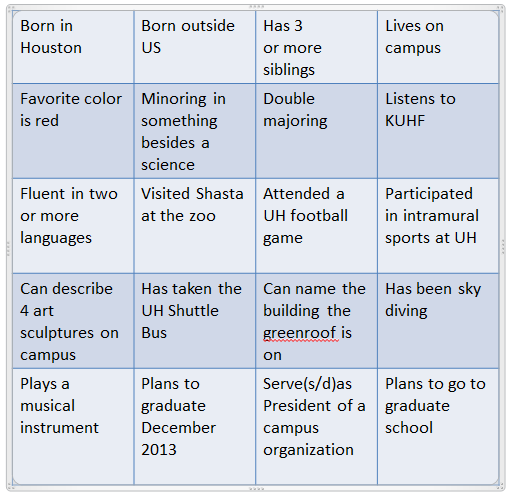 Born in
Houston
Born outside
US
Has 3
or more
siblings
Lives on
campus
Favorite color
is red
Minoring in
something
besides a
science
Double
majoring
Listens to
KUHF
Fluent in two
or more
languages
Visited Shasta
at the zoo
Attended a
UH football
game
Participated
in intramural
sports at UH
Can describe
4 art
sculptures on
campus
Has taken the
UH Shuttle
Bus
Can name the
building the
greenroof is
on
Has been sky
diving
Plays a
musical
instrument
Plans to
graduate
December
2013
Serve(s/d)as
President of a
campus
organization
Plans to go to
graduate
school